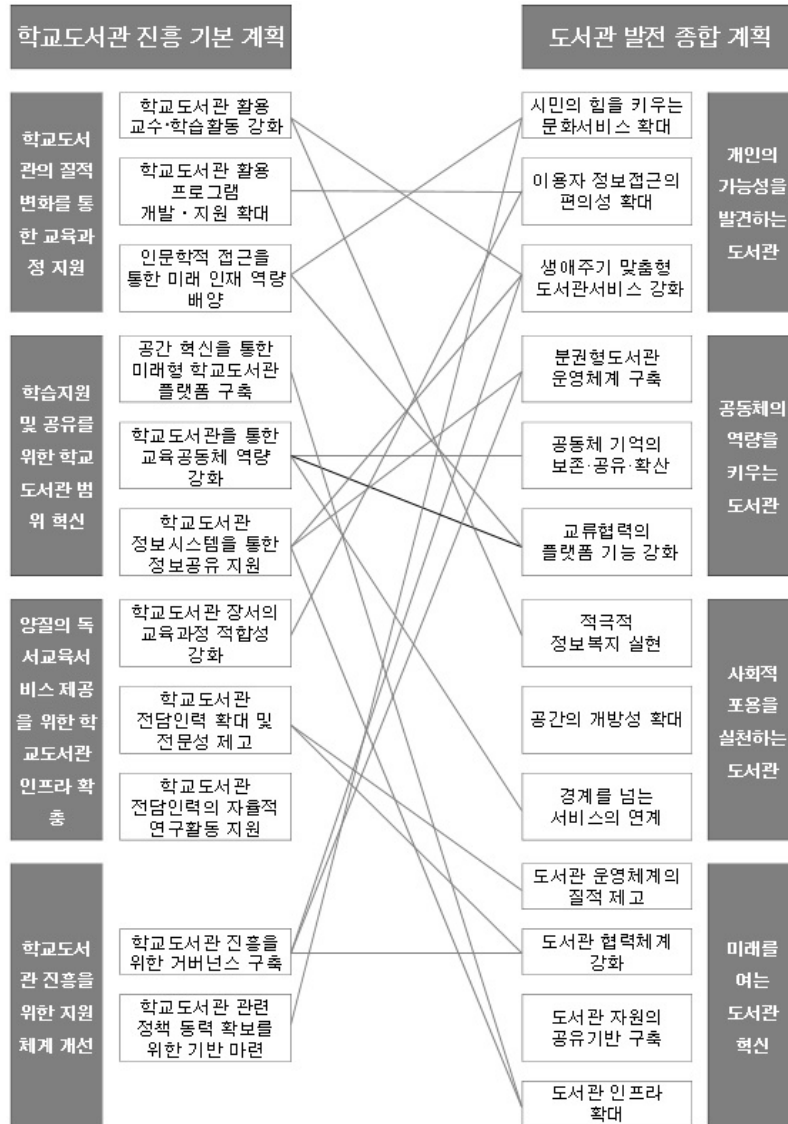 학교도서관 진흥 기본 계획
학교도서
관의 질적
변화를 통
한 교육과
정 지원
학교도서관 활용
교수·학습활동 강화
학교도서관 활용
프로그램
개발·지원 확대
인문학적 접근을
통한 미래 인재 역량
배양
학습지원
및 공유를
위한 학교
도서관 범
위 혁신
공간 혁신을 통한
미래형 학교도서관
플랫폼 구축
학교도서관을 통한
교육공동체 역량
강화
학교도서관
정보시스템을 통한
정보공유 지원
양질의 독
서교육서
비스 제공
을 위한 학
교도서관
인프라 확
충
학교도서관 장서의
교육과정 적합성
강화
학교도서관
전담인력 확대 및
전문성 제고
학교도서관
전담인력의 자율적
연구활동 지원
학교도서
관 진흥을
위한 지원
체계 개선
학교도서관 진흥을
위한 거버넌스 구축
학교도서관 관련
정책 동력 확보를
위한 기반 마련
도서관 발전 종합 계획
시민의 힘을 키우는
문화서비스 확대
이용자 정보접근의
편의성 확대
생애주기 맞춤형
도서관서비스 강화
개인의
가능성을
발견하는
도서관
분권형도서관
운영체계 구축
공동체 기억의
보존·공유·확산
교류협력의
플랫폼 기능 강화
공동체의
역량을
키우는
도서관
적극적
정보복지 실현
공간의 개방성 확대
경계를 넘는
서비스의 연계
사회적
포용을
실천하는
도서관
도서관 운영체계의
질적 제고
도서관 협력체계
강화
도서관 자원의
공유기반 구축
도서관 인프라
확대
미래를
여는
도서관
혁신